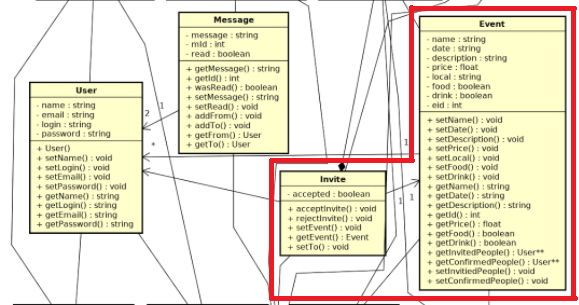 Message
- message : string
- mId : int
- read : boolean
+ getMessage() : string
+ getId() : int
+ wasRead() : boolean
+ setMessage() : string
+ setRead() : void
+ addFrom() : void
+ addTo() : void
+ getFrom() : User
+ getTo() : User
User
- name : string
- email : string
- login : string
- password : string
+ User()
+ setName() : void
+ setLogin() : void
+ setEmail() : void
+ setPassword() : void
+ getName() : string
+ getLogin() : string
+ getEmail() : string
+ getPassword() : string
1
2
*
1
Invite
- accepted : boolean
+ acceptInvite() : void
+ rejectInvite() : void
+ setEvent() : void
+ getEvent() : Event
+ setTo() : void
1
1
Event
- name : string
- date : string
- description : string
- price : float
- local : string
- food : boolean
- drink : boolean
- eid : int
+ setName() : void
+ setDate() : void
+ setDescription() : void
+ setPrice() : void
+ setLocal() : void
+ setFood() : void
+ setDrink() : void
+ getName() : string
+ getDate() : string
+ getDescription() : string
+ getId() : int
+ getPrice() : float
+ getFood() : boolean
+ getDrink() : boolean
+ getInvitedPeople() : User**
+ getConfirmedPeople() : User**
+ setInvitiedPeople() : void
+ setConfirmedPeople() : void